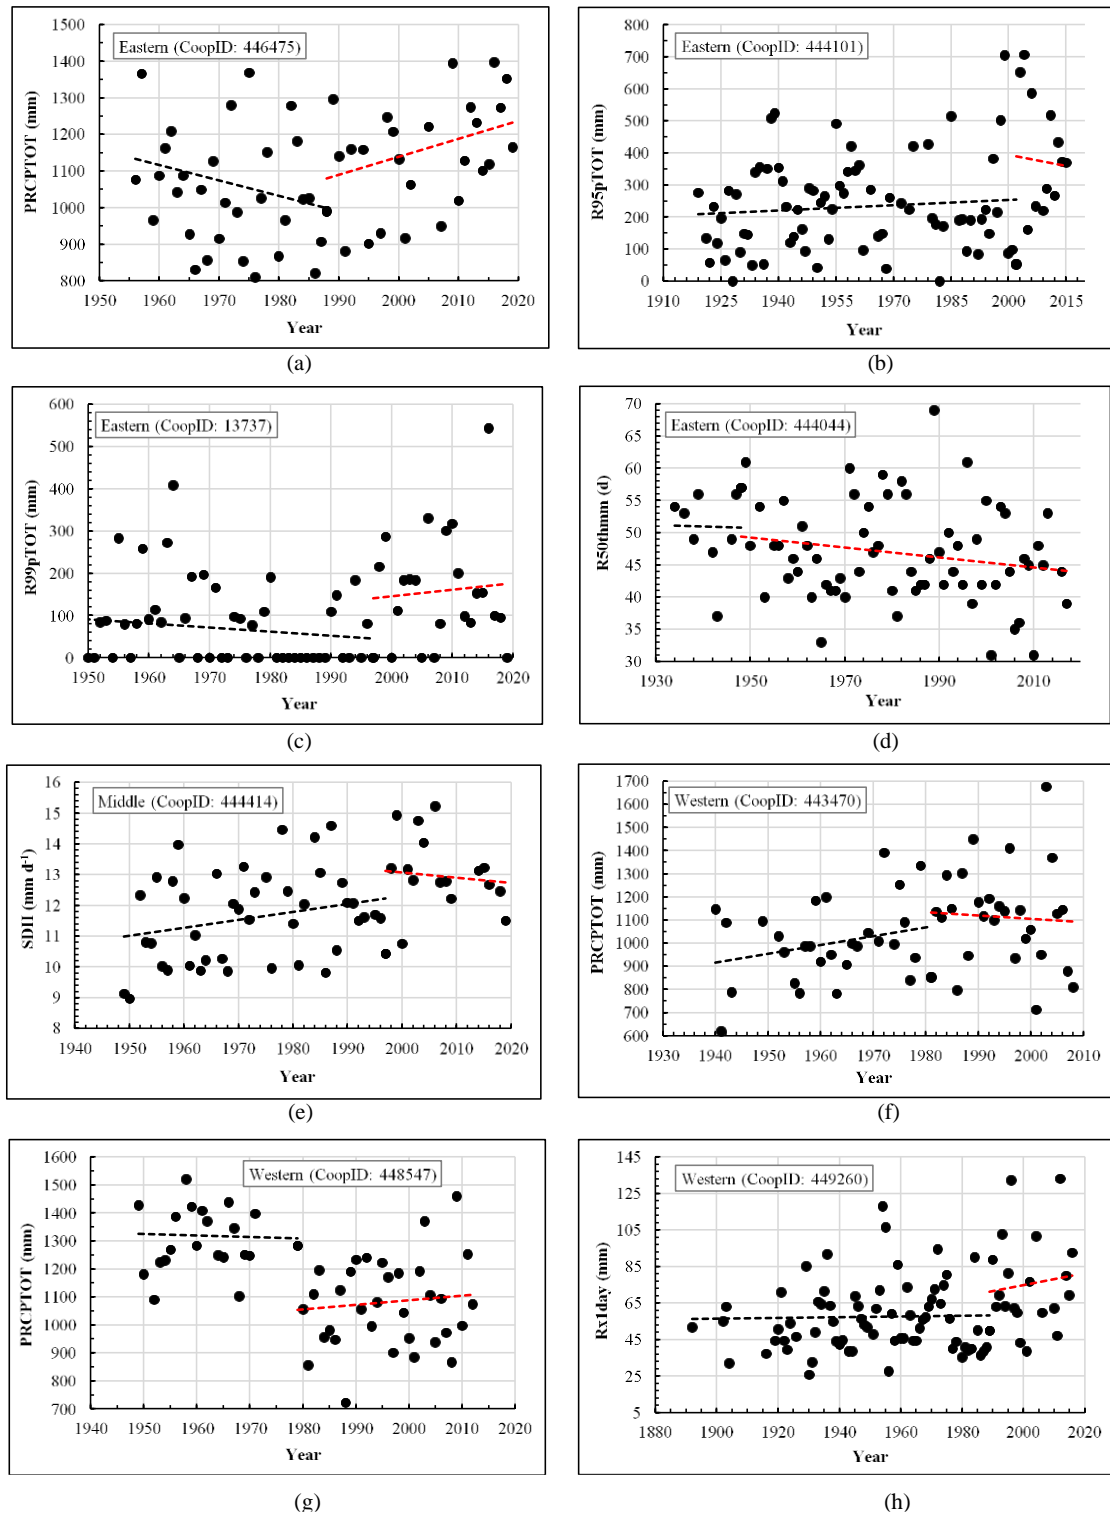 1500
1400
1300
1200
1100
1000
900
800
PRCPTOT (mm)
Eastern (CoopID: 446475)
1950 1960 1970 1980 1990 2000 2010 2020
Year
(a)
800
700
600
500
400
300
200
100
0
R95pTOT (mm)
Eastern (CoopID: 444101)
1910 1925 1940 1955 1970 1985 2000 2015
Year
(b)
600
500
400
300
200
100
0
R99pTOT (mm)
Eastern (CoopID: 13737)
1950 1960 1970 1980 1990 2000 2010 2020
Year
(c)
70
65
60
55
50
45
40
35
30
R50thmm (d)
Eastern (CoopID: 444044)
1930 1950 1970 1990 2010
Year
(d)
16
15
14
13
12
11
10
9
8
SDII (mm d-1)
Middle (CoopID: 444414)
1940 1950 1960 1970 1980 1990 2000 2010 2020
Year
(e)
1700
1600
1500
1400
1300
1200
1100
1000
900
800
700
600
PRCPTOT (mm)
Western (CoopID: 443470)
1930 1940 1950 1960 1970 1980 1990 2000 2010
Year
(f)
1600
1500
1400
1300
1200
1100
1000
900
800
700
PRCPTOT (mm)
Western (CoopID: 448547)
1940 1950 1960 1970 1980 1990 2000 2010 2020
Year
(g)
145
125
105
85
65
45
25
5
Rx1day (mm)
Western (CoopID: 449260)
1880 1900 1920 1940 1960 1980 2000 2020
Year
(h)